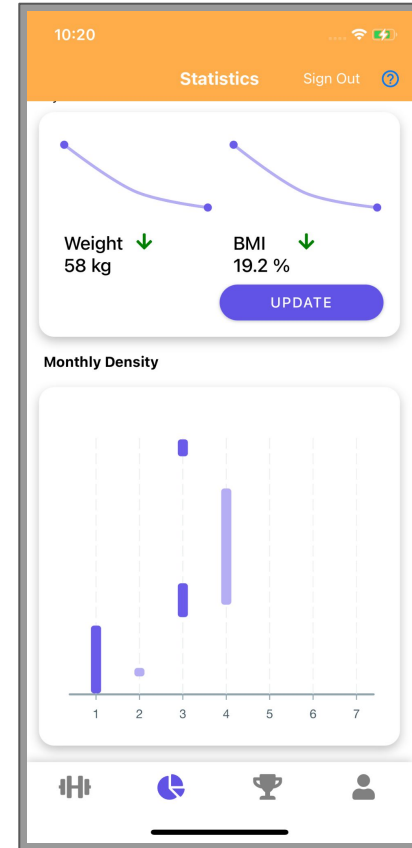 10:20
Statistics Sign Out ?
Weight BMI
58 kg 19.2 %
UPDATE
Monthly Density
1 2 3 4 5 6 7